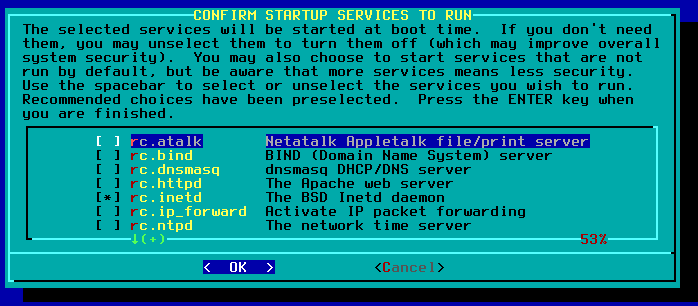 CONFIRM STARTUP SERVICES TO RUN
The selected services will be started at boot time.  If you don't need
them, you may unselect them to turn them off (which may improve overall
system security).  You may also choose to start services that are not
run by default, but be aware that more services means less security.
Use the spacebar to select or unselect the services you wish to run.
Recommended choices have been preselected.  Press the ENTER key when
you are finished.
[ ] rc.atalk Netatalk Appletalk file/print server
[ ] rc.bind BIND (Domain Name System) server
[ ] rc.dnsmasq dnsmasq DHCP/DNS server
[ ] rc.httpd The Apache web server
[*] rc.inetd The BSD Inetd daemon
[ ] rc.ip_forward Activate IP packet forwarding
[ ] rc.ntpd The network time server
↓(+) 53%
< OK > <Cancel>